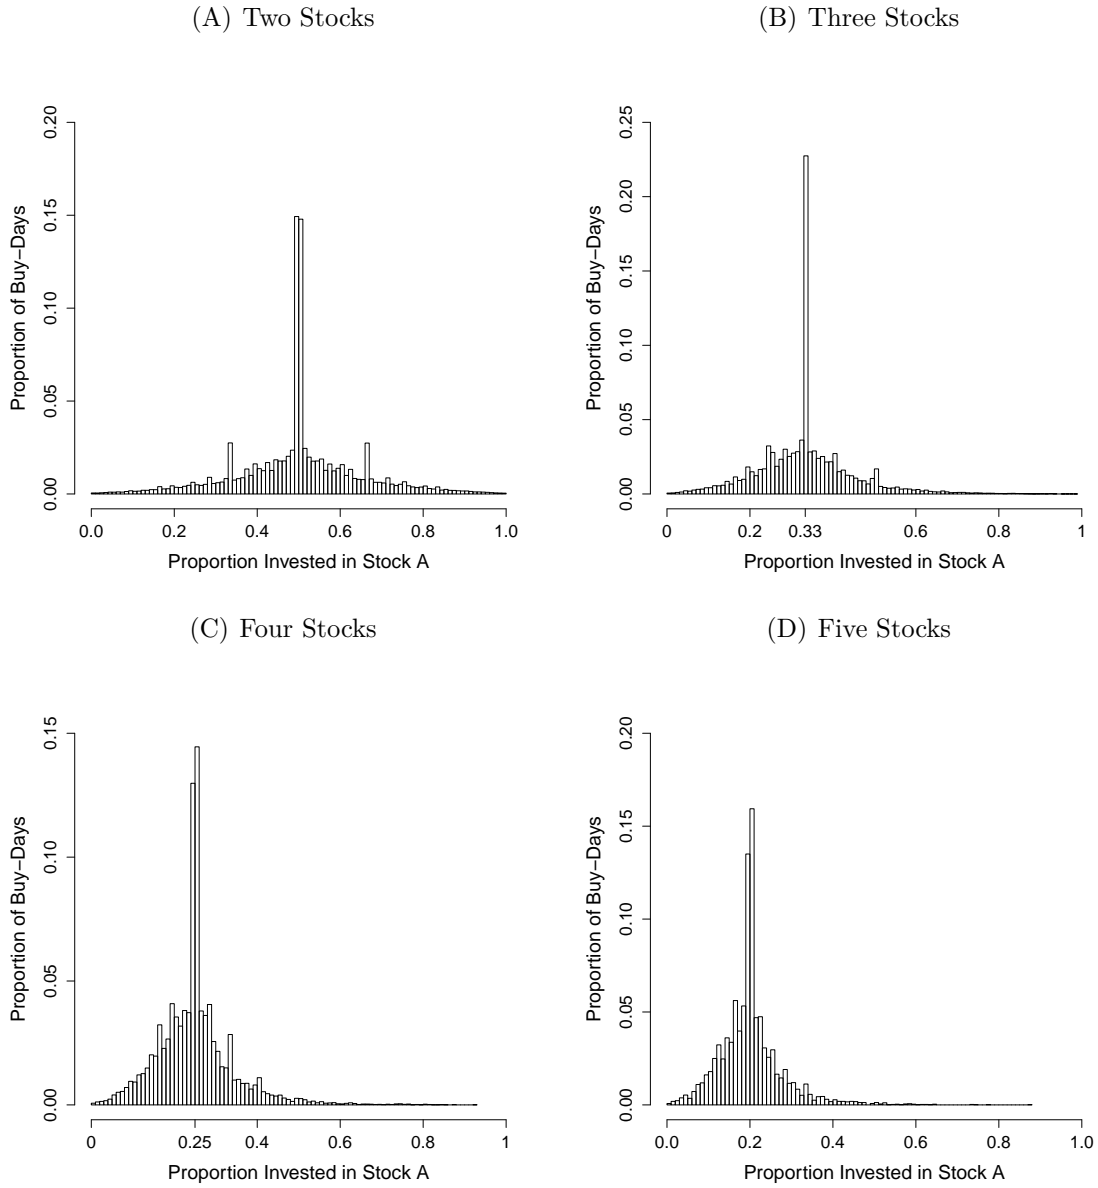 (A) Two Stocks
0.20
0.15
0.10
0.05
0.00
Proportion of Buy−Days
0.0 0.2 0.4 0.6 0.8 1.0
Proportion Invested in Stock A
(B) Three Stocks
0.25
0.20
0.15
0.10
0.05
0.00
Proportion of Buy−Days
0 0.2 0.33 0.6 0.8 1
Proportion Invested in Stock A
(C) Four Stocks
0.15
0.10
0.05
0.00
Proportion of Buy−Days
0 0.25 0.4 0.6 0.8 1
Proportion Invested in Stock A
(D) Five Stocks
0.20
0.15
0.10
0.05
0.00
Proportion of Buy−Days
0.0 0.2 0.4 0.6 0.8 1.0
Proportion Invested in Stock A